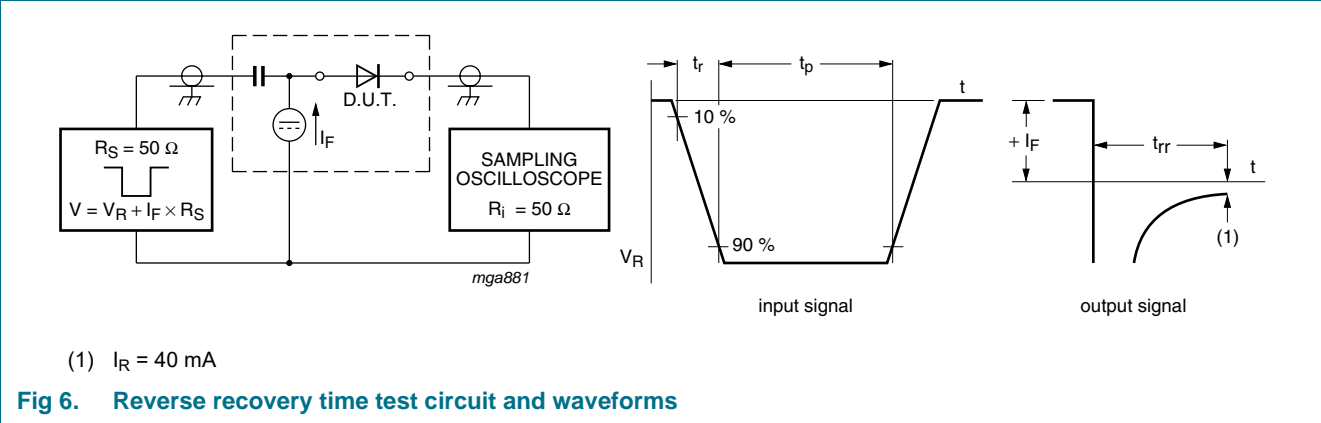 R_S = 50 Ω
V = V_R + I_F × R_S
D.U.T.
I_F
SAMPLING
OSCILLOSCOPE
R_i = 50 Ω
mga881
t_r
t_p
t
10 %
90 %
V_R
input signal
+ I_F
t_rr
t
(1)
output signal
(1) I_R = 40 mA
Fig 6. Reverse recovery time test circuit and waveforms